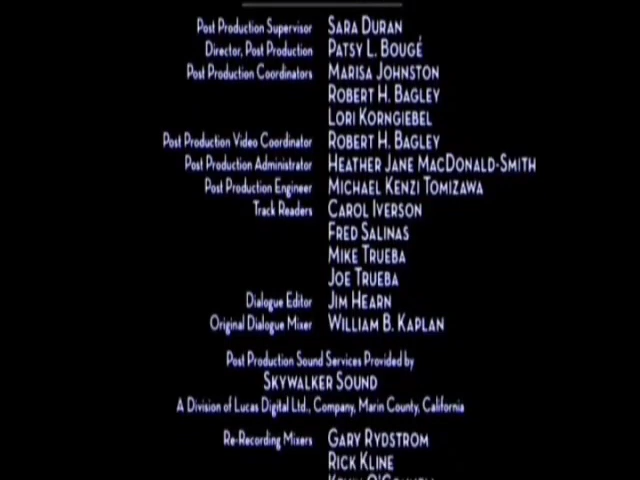 Post Production Supervisor SARA DURAN
Director, Post Production PATSY L. BOUGÉ
Post Production Coordinators MARISA JOHNSTON
ROBERT H. BAGLEY
LORI KORNGIEBEL
Post Production Video Coordinator ROBERT H. BAGLEY
Post Production Administrator HEATHER JANE MACDONALD-SMITH
Post Production Engineer MICHAEL KENZI TOMIZAWA
Track Readers CAROL IVERSON
FRED SALINAS
MIKE TRUEBA
JOE TRUEBA
Dialogue Editor JIM HEARN
Original Dialogue Mixer WILLIAM B. KAPLAN
Post Production Sound Services Provided by
SKYWALKER SOUND
A Division of Lucas Digital Ltd., Company, Marin County, California
Re-Recording Mixers GARY RYDSTROM
RICK KLINE